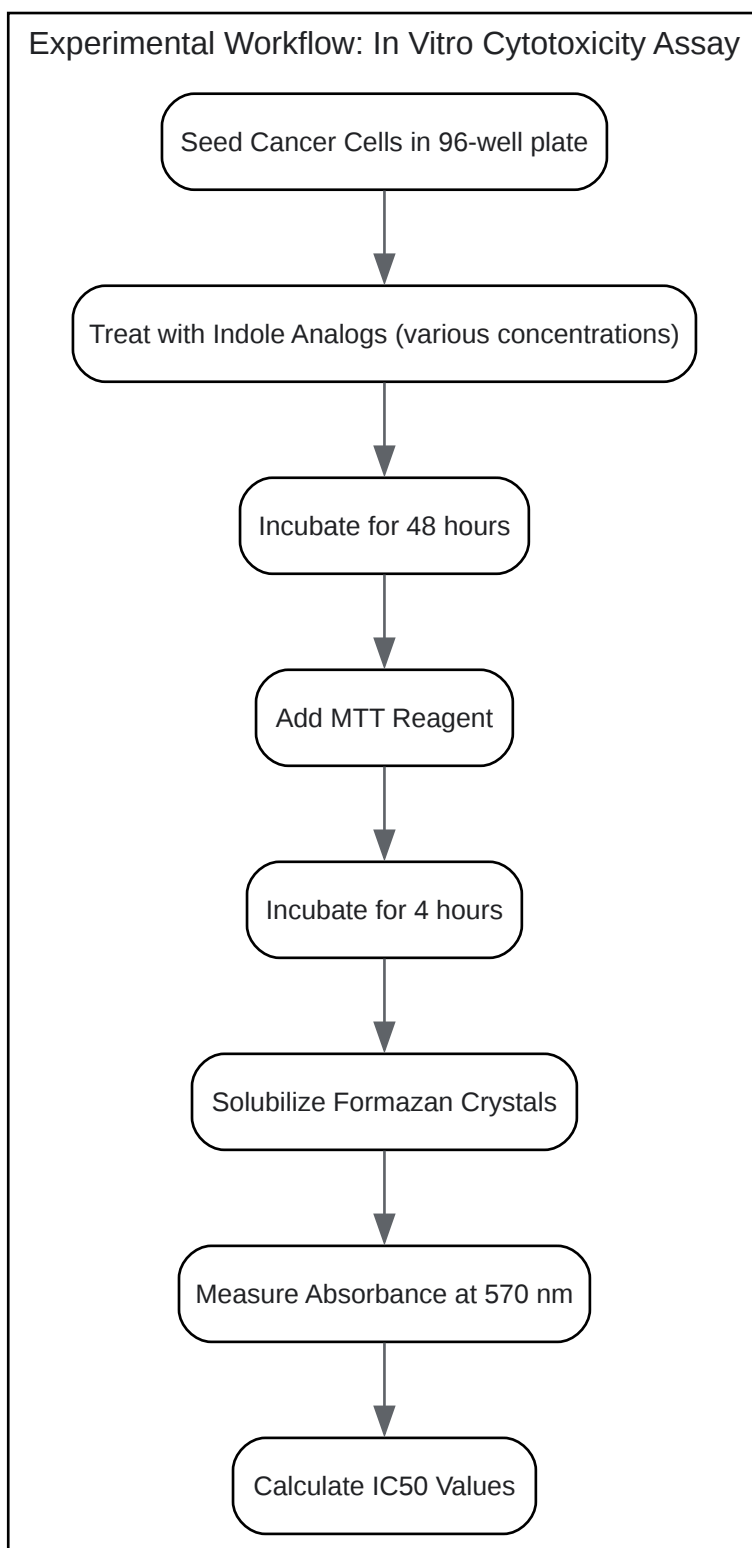 Experimental Workflow: In Vitro Cytotoxicity Assay
Seed Cancer Cells in 96-well plate
Treat with Indole Analogs (various concentrations)
Incubate for 48 hours
Add MTT Reagent
Incubate for 4 hours
Solubilize Formazan Crystals
Measure Absorbance at 570 nm
Calculate IC50 Values